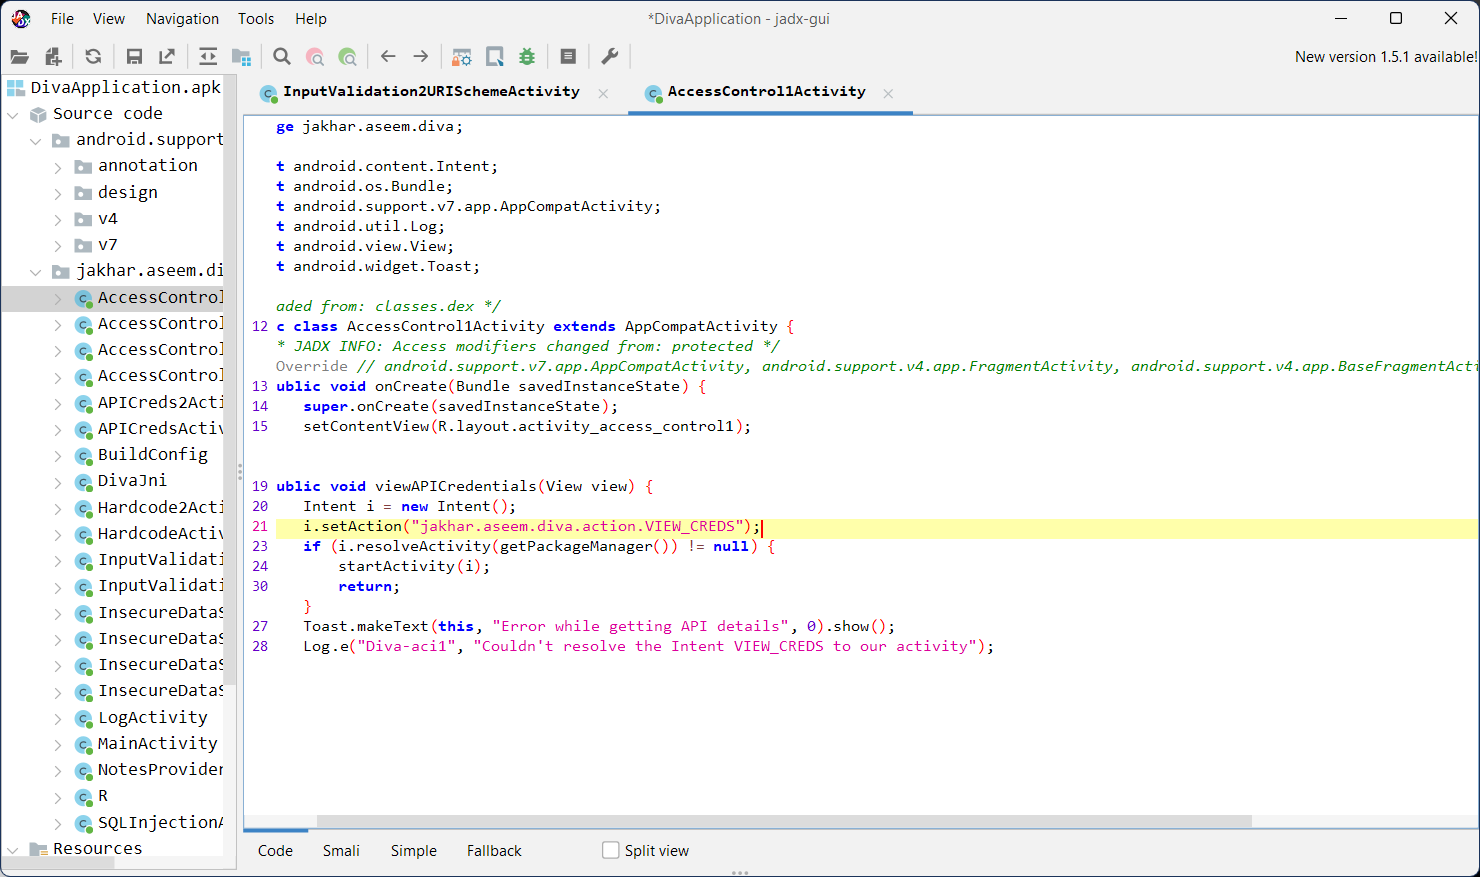 File View Navigation Tools Help
*DivaApplication - jadx-gui
New version 1.5.1 available!
DivaApplication.apk
Source code
android.support
annotation
design
v4
v7
jakhar.aseem.di
AccessControl
AccessControl
AccessControl
AccessControl
APICreds2Acti
APICredsActiv
BuildConfig
DivaJni
Hardcode2Acti
HardcodeActiv
InputValidati
InputValidati
InsecureDataS
InsecureDataS
InsecureDataS
InsecureDataS
LogActivity
MainActivity
NotesProvider
R
SQLInjectionA
Resources
InputValidation2URISchemeActivity
AccessControl1Activity
ge jakhar.aseem.diva;
t android.content.Intent;
t android.os.Bundle;
t android.support.v7.app.AppCompatActivity;
t android.util.Log;
t android.view.View;
t android.widget.Toast;
aded from: classes.dex */
12 c class AccessControl1Activity extends AppCompatActivity {
* JADX INFO: Access modifiers changed from: protected */
Override // android.support.v7.app.AppCompatActivity, android.support.v4.app.FragmentActivity, android.support.v4.app.BaseFragmentActi
13 ublic void onCreate(Bundle savedInstanceState) {
14 super.onCreate(savedInstanceState);
15 setContentView(R.layout.activity_access_control1);
19 ublic void viewAPICredentials(View view) {
20 Intent i = new Intent();
21 i.setAction("jakhar.aseem.diva.action.VIEW_CREDS");
23 if (i.resolveActivity(getPackageManager()) != null) {
24 startActivity(i);
30 return;
}
27 Toast.makeText(this, "Error while getting API details", 0).show();
28 Log.e("Diva-aci1", "Couldn't resolve the Intent VIEW_CREDS to our activity");
Code Smali Simple Fallback Split view